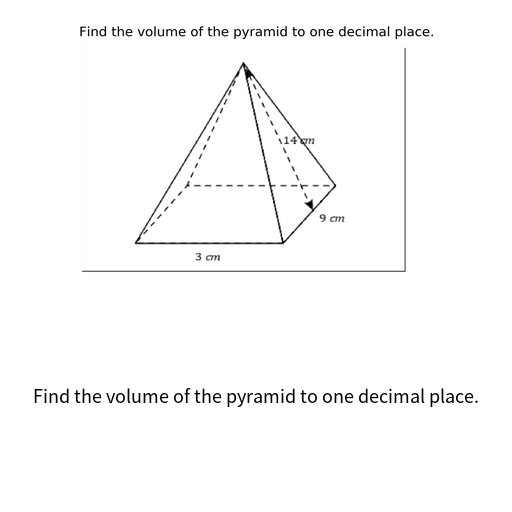 Find the volume of the pyramid to one decimal place.
14 cm
9 cm
3 cm
Find the volume of the pyramid to one decimal place.